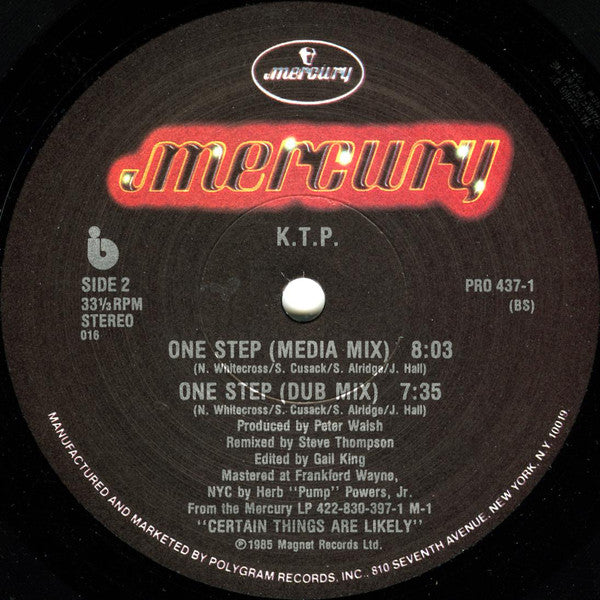 mercury
mercury
K.T.P.
SIDE 2
33⅓ RPM
STEREO
016
PRO 437-1
(BS)
ONE STEP (MEDIA MIX) 8:03
(N. Whitecross/S. Cusack/S. Alridge/J. Hall)
ONE STEP (DUB MIX) 7:35
(N. Whitecross/S. Cusack/S. Alridge/J. Hall)
Produced by Peter Walsh
Remixed by Steve Thompson
Edited by Gail King
Mastered at Frankford Wayne,
NYC by Herb "Pump" Powers, Jr.
From the Mercury LP 422-830-397-1 M-1
"CERTAIN THINGS ARE LIKELY"
℗1985 Magnet Records Ltd.
MANUFACTURED AND MARKETED BY POLYGRAM RECORDS, INC., 810 SEVENTH AVENUE, NEW YORK, N.Y. 10019